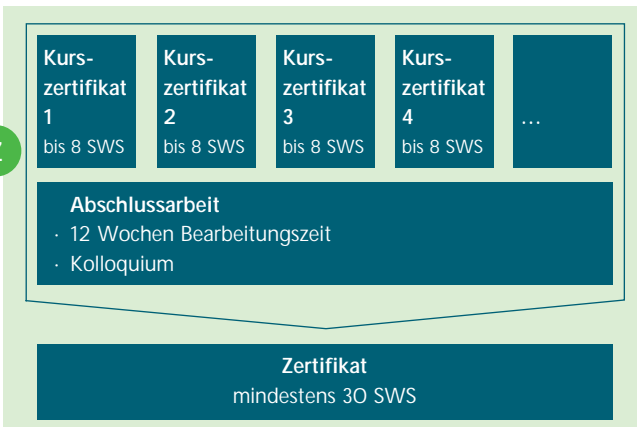 Kurs-
zertifikat
1
bis 8 SWS
Kurs-
zertifikat
2
bis 8 SWS
Kurs-
zertifikat
3
bis 8 SWS
Kurs-
zertifikat
4
bis 8 SWS
...
Abschlussarbeit
· 12 Wochen Bearbeitungszeit
· Kolloquium
Zertifikat
mindestens 30 SWS